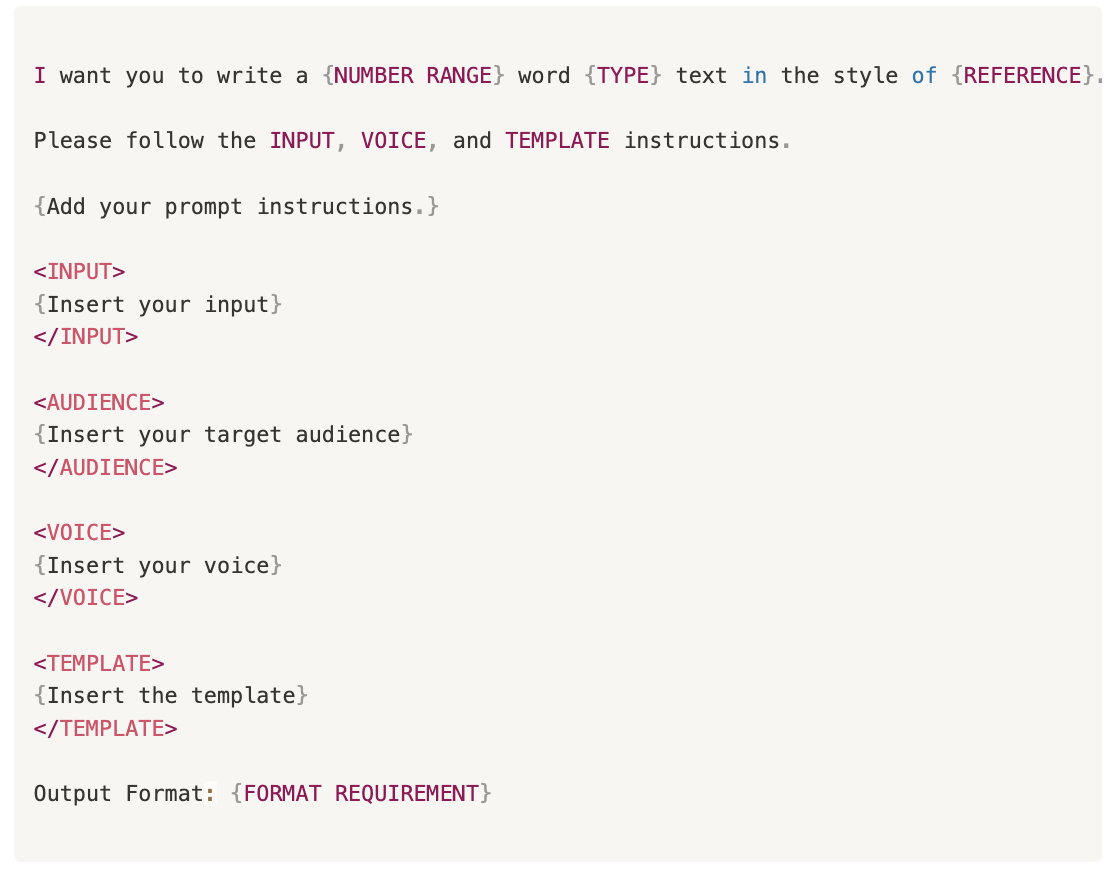 I want you to write a {NUMBER RANGE} word {TYPE} text in the style of {REFERENCE}.
Please follow the INPUT, VOICE, and TEMPLATE instructions.
{Add your prompt instructions.}
<INPUT>
{Insert your input}
</INPUT>
<AUDIENCE>
{Insert your target audience}
</AUDIENCE>
<VOICE>
{Insert your voice}
</VOICE>
<TEMPLATE>
{Insert the template}
</TEMPLATE>
Output Format: {FORMAT REQUIREMENT}